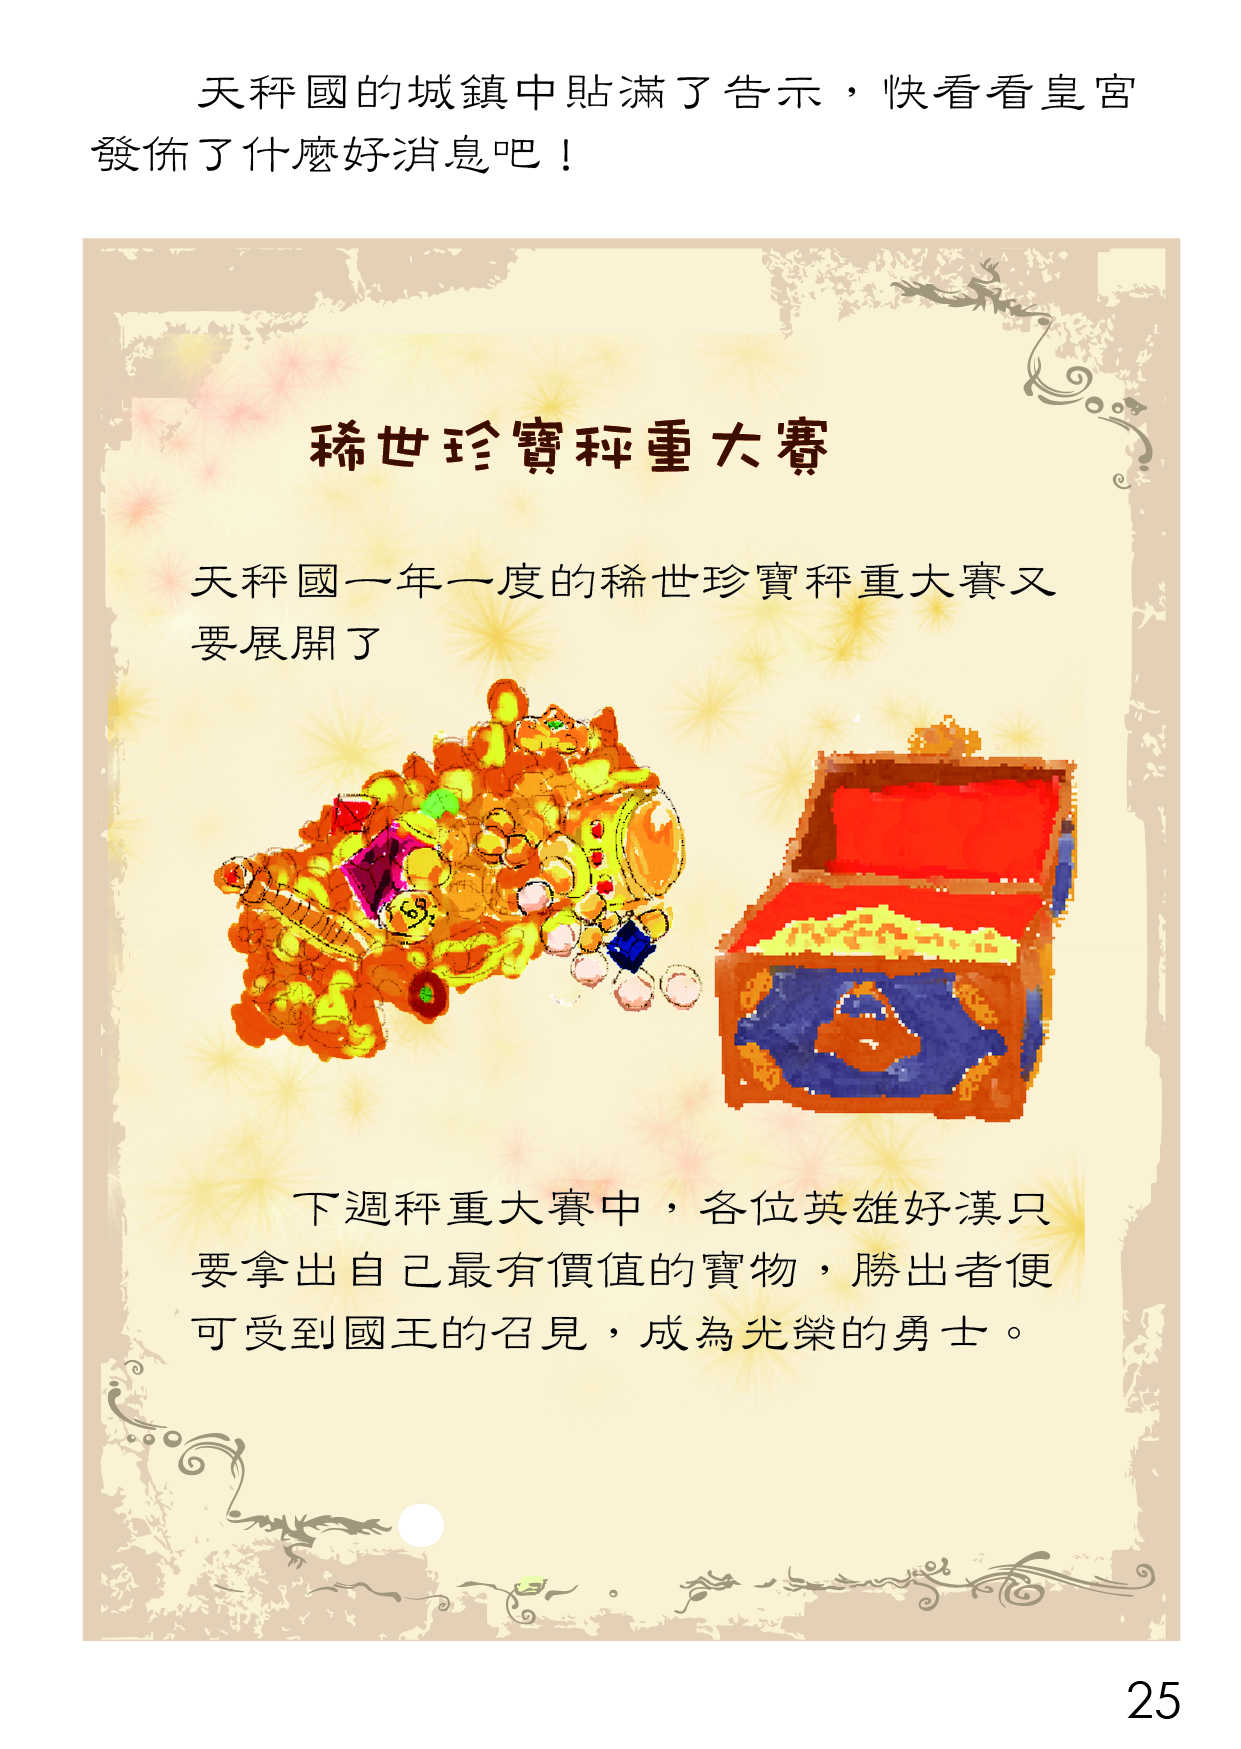 天秤國的城鎮中貼滿了告示，快看看皇宮
發佈了什麼好消息吧！
稀世珍寶秤重大賽
天秤國一年一度的稀世珍寶秤重大賽又
要展開了
下週秤重大賽中，各位英雄好漢只
要拿出自己最有價值的寶物，勝出者便
可受到國王的召見，成為光榮的勇士。
25